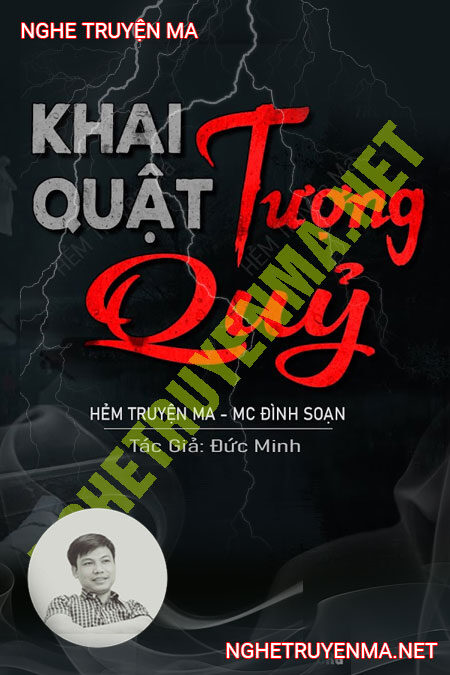 NGHE TRUYỆN MA
KHAI
QUẬT
Tượng
Quỷ
NGHETRUYENMA.NET
HẺM TRUYỆN MA - MC ĐÌNH SOẠN
Tác Giả: Đức Minh
NGHETRUYENMA.NET